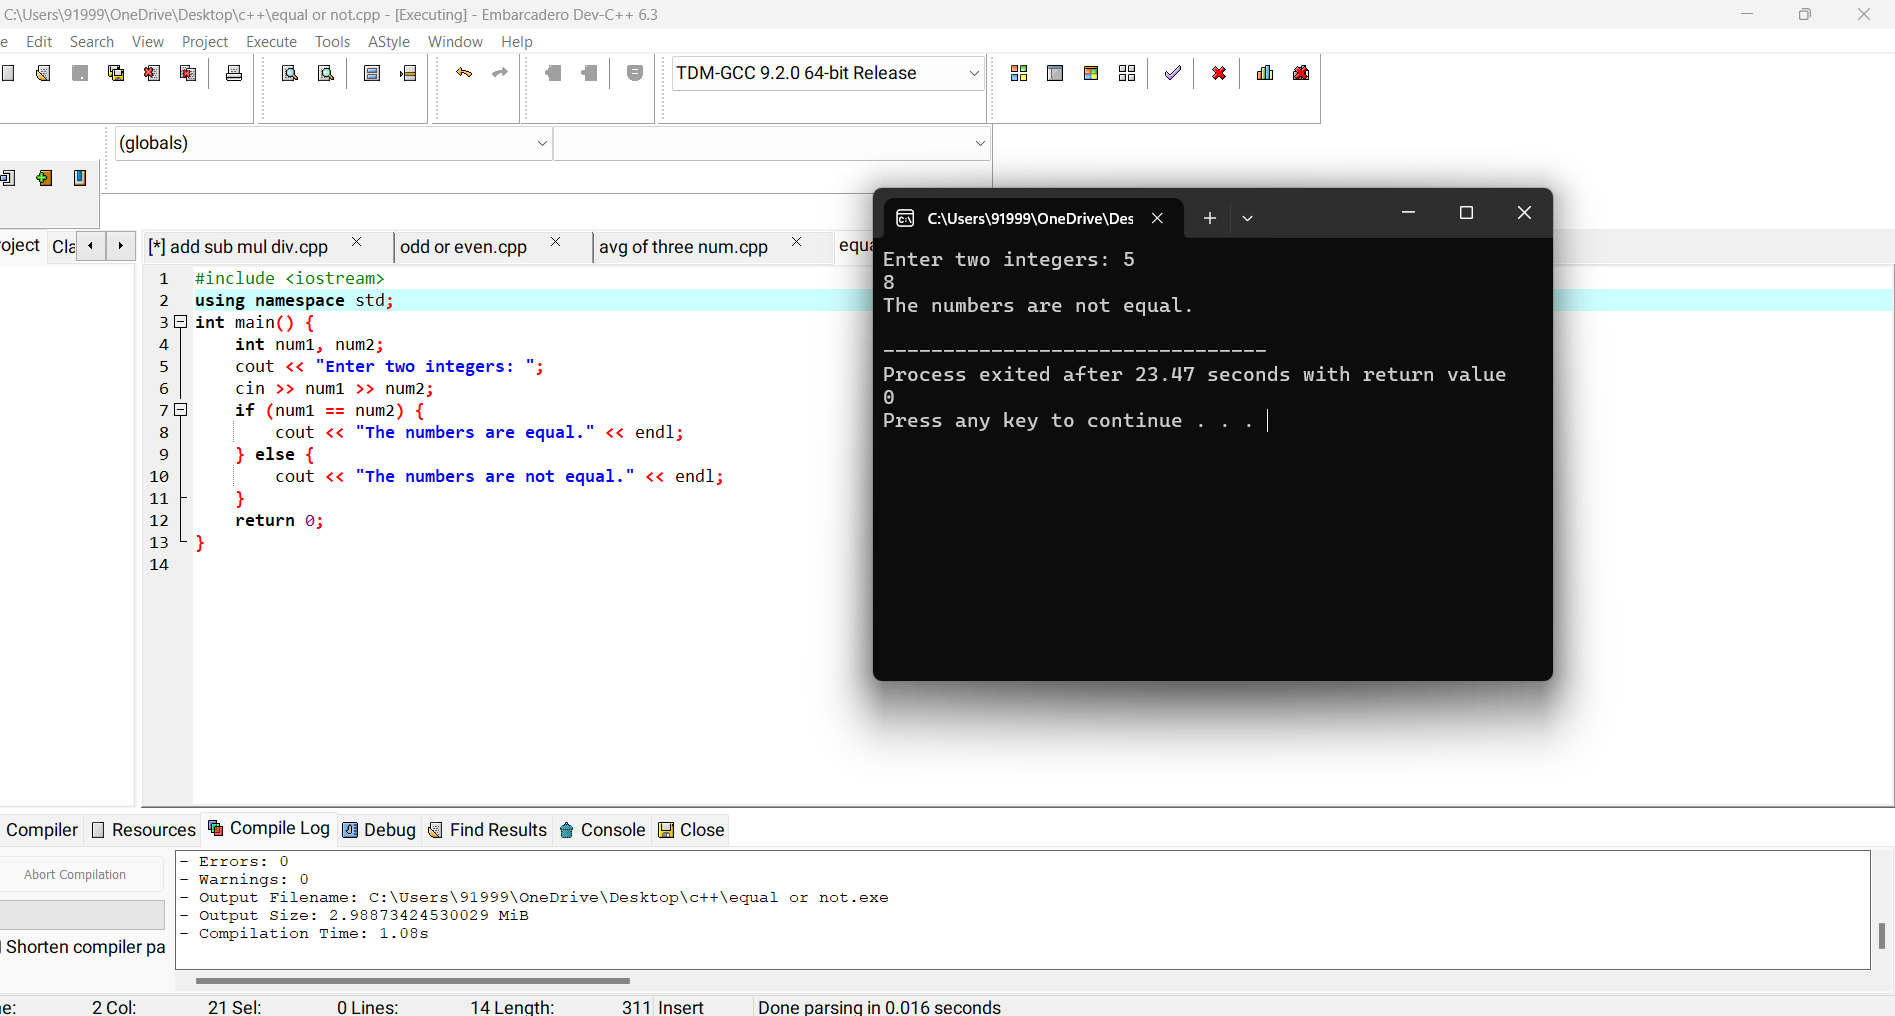 C:\Users\91999\OneDrive\Desktop\c++\equal or not.cpp - [Executing] - Embarcadero Dev-C++ 6.3
e Edit Search View Project Execute Tools AStyle Window Help
TDM-GCC 9.2.0 64-bit Release
(globals)
oject Cla [*] add sub mul div.cpp odd or even.cpp avg of three num.cpp equa
1 #include <iostream>
2 using namespace std;
3 int main() {
4 int num1, num2;
5 cout << "Enter two integers: ";
6 cin >> num1 >> num2;
7 if (num1 == num2) {
8 cout << "The numbers are equal." << endl;
9 } else {
10 cout << "The numbers are not equal." << endl;
11 }
12 return 0;
13 }
14
C:\Users\91999\OneDrive\Des
Enter two integers: 5
8
The numbers are not equal.
--------------------------------
Process exited after 23.47 seconds with return value
0
Press any key to continue . . .
Compiler Resources Compile Log Debug Find Results Console Close
Abort Compilation
Shorten compiler pa
- Errors: 0
- Warnings: 0
- Output Filename: C:\Users\91999\OneDrive\Desktop\c++\equal or not.exe
- Output Size: 2.98873424530029 MiB
- Compilation Time: 1.08s
e: 2 Col: 21 Sel: 0 Lines: 14 Length: 311 Insert Done parsing in 0.016 seconds